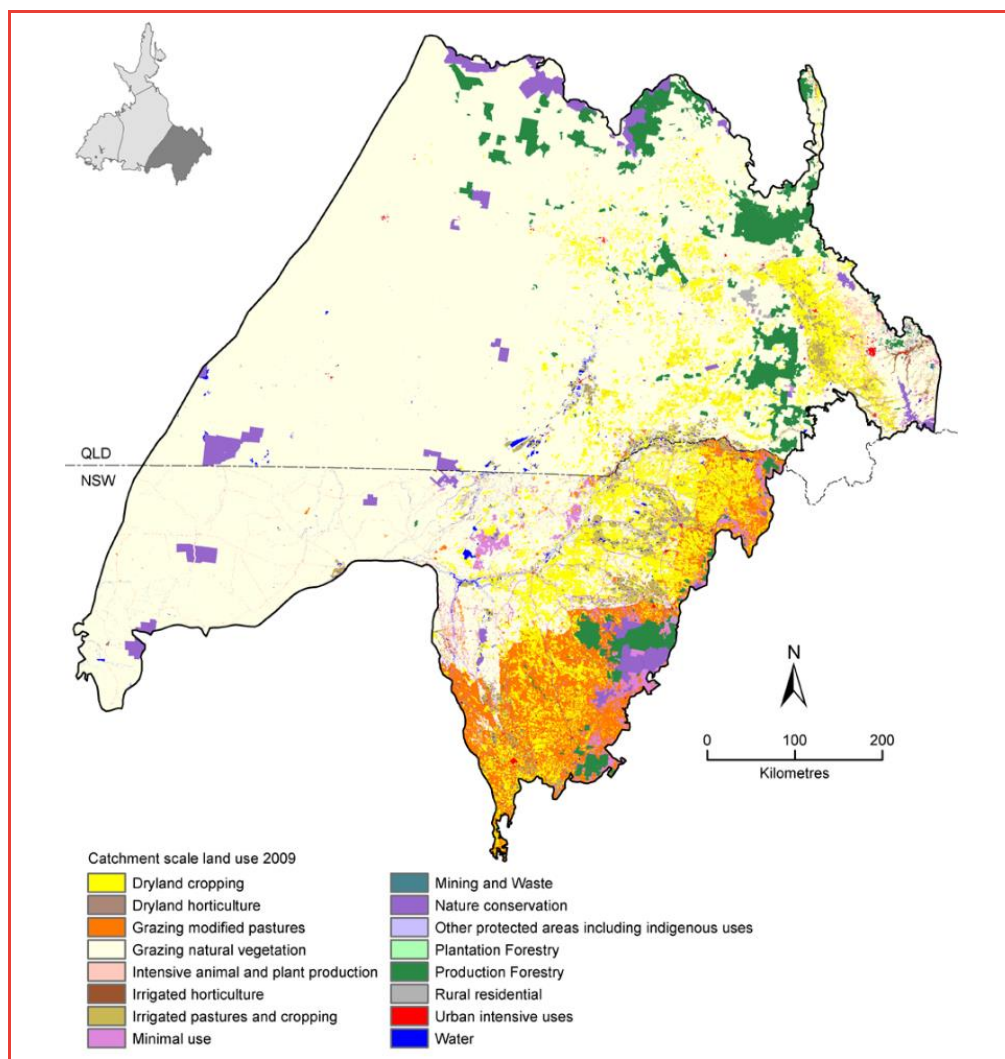 QLD
NSW
N
0 100 200
Kilometres
Catchment scale land use 2009
Dryland cropping
Dryland horticulture
Grazing modified pastures
Grazing natural vegetation
Intensive animal and plant production
Irrigated horticulture
Irrigated pastures and cropping
Minimal use
Mining and Waste
Nature conservation
Other protected areas including indigenous uses
Plantation Forestry
Production Forestry
Rural residential
Urban intensive uses
Water